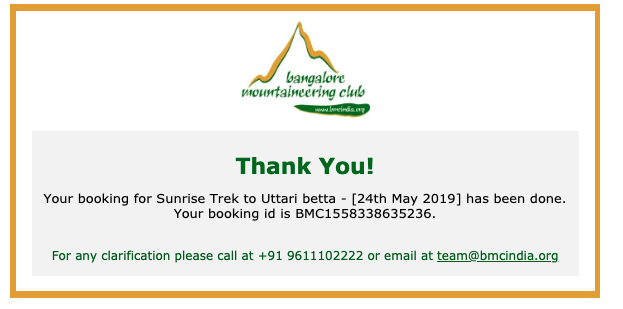 bangalore
mountaineering club
www.bmcindia.org
Thank You!
Your booking for Sunrise Trek to Uttari betta - [24th May 2019] has been done.
Your booking id is BMC1558338635236.
For any clarification please call at +91 9611102222 or email at team@bmcindia.org